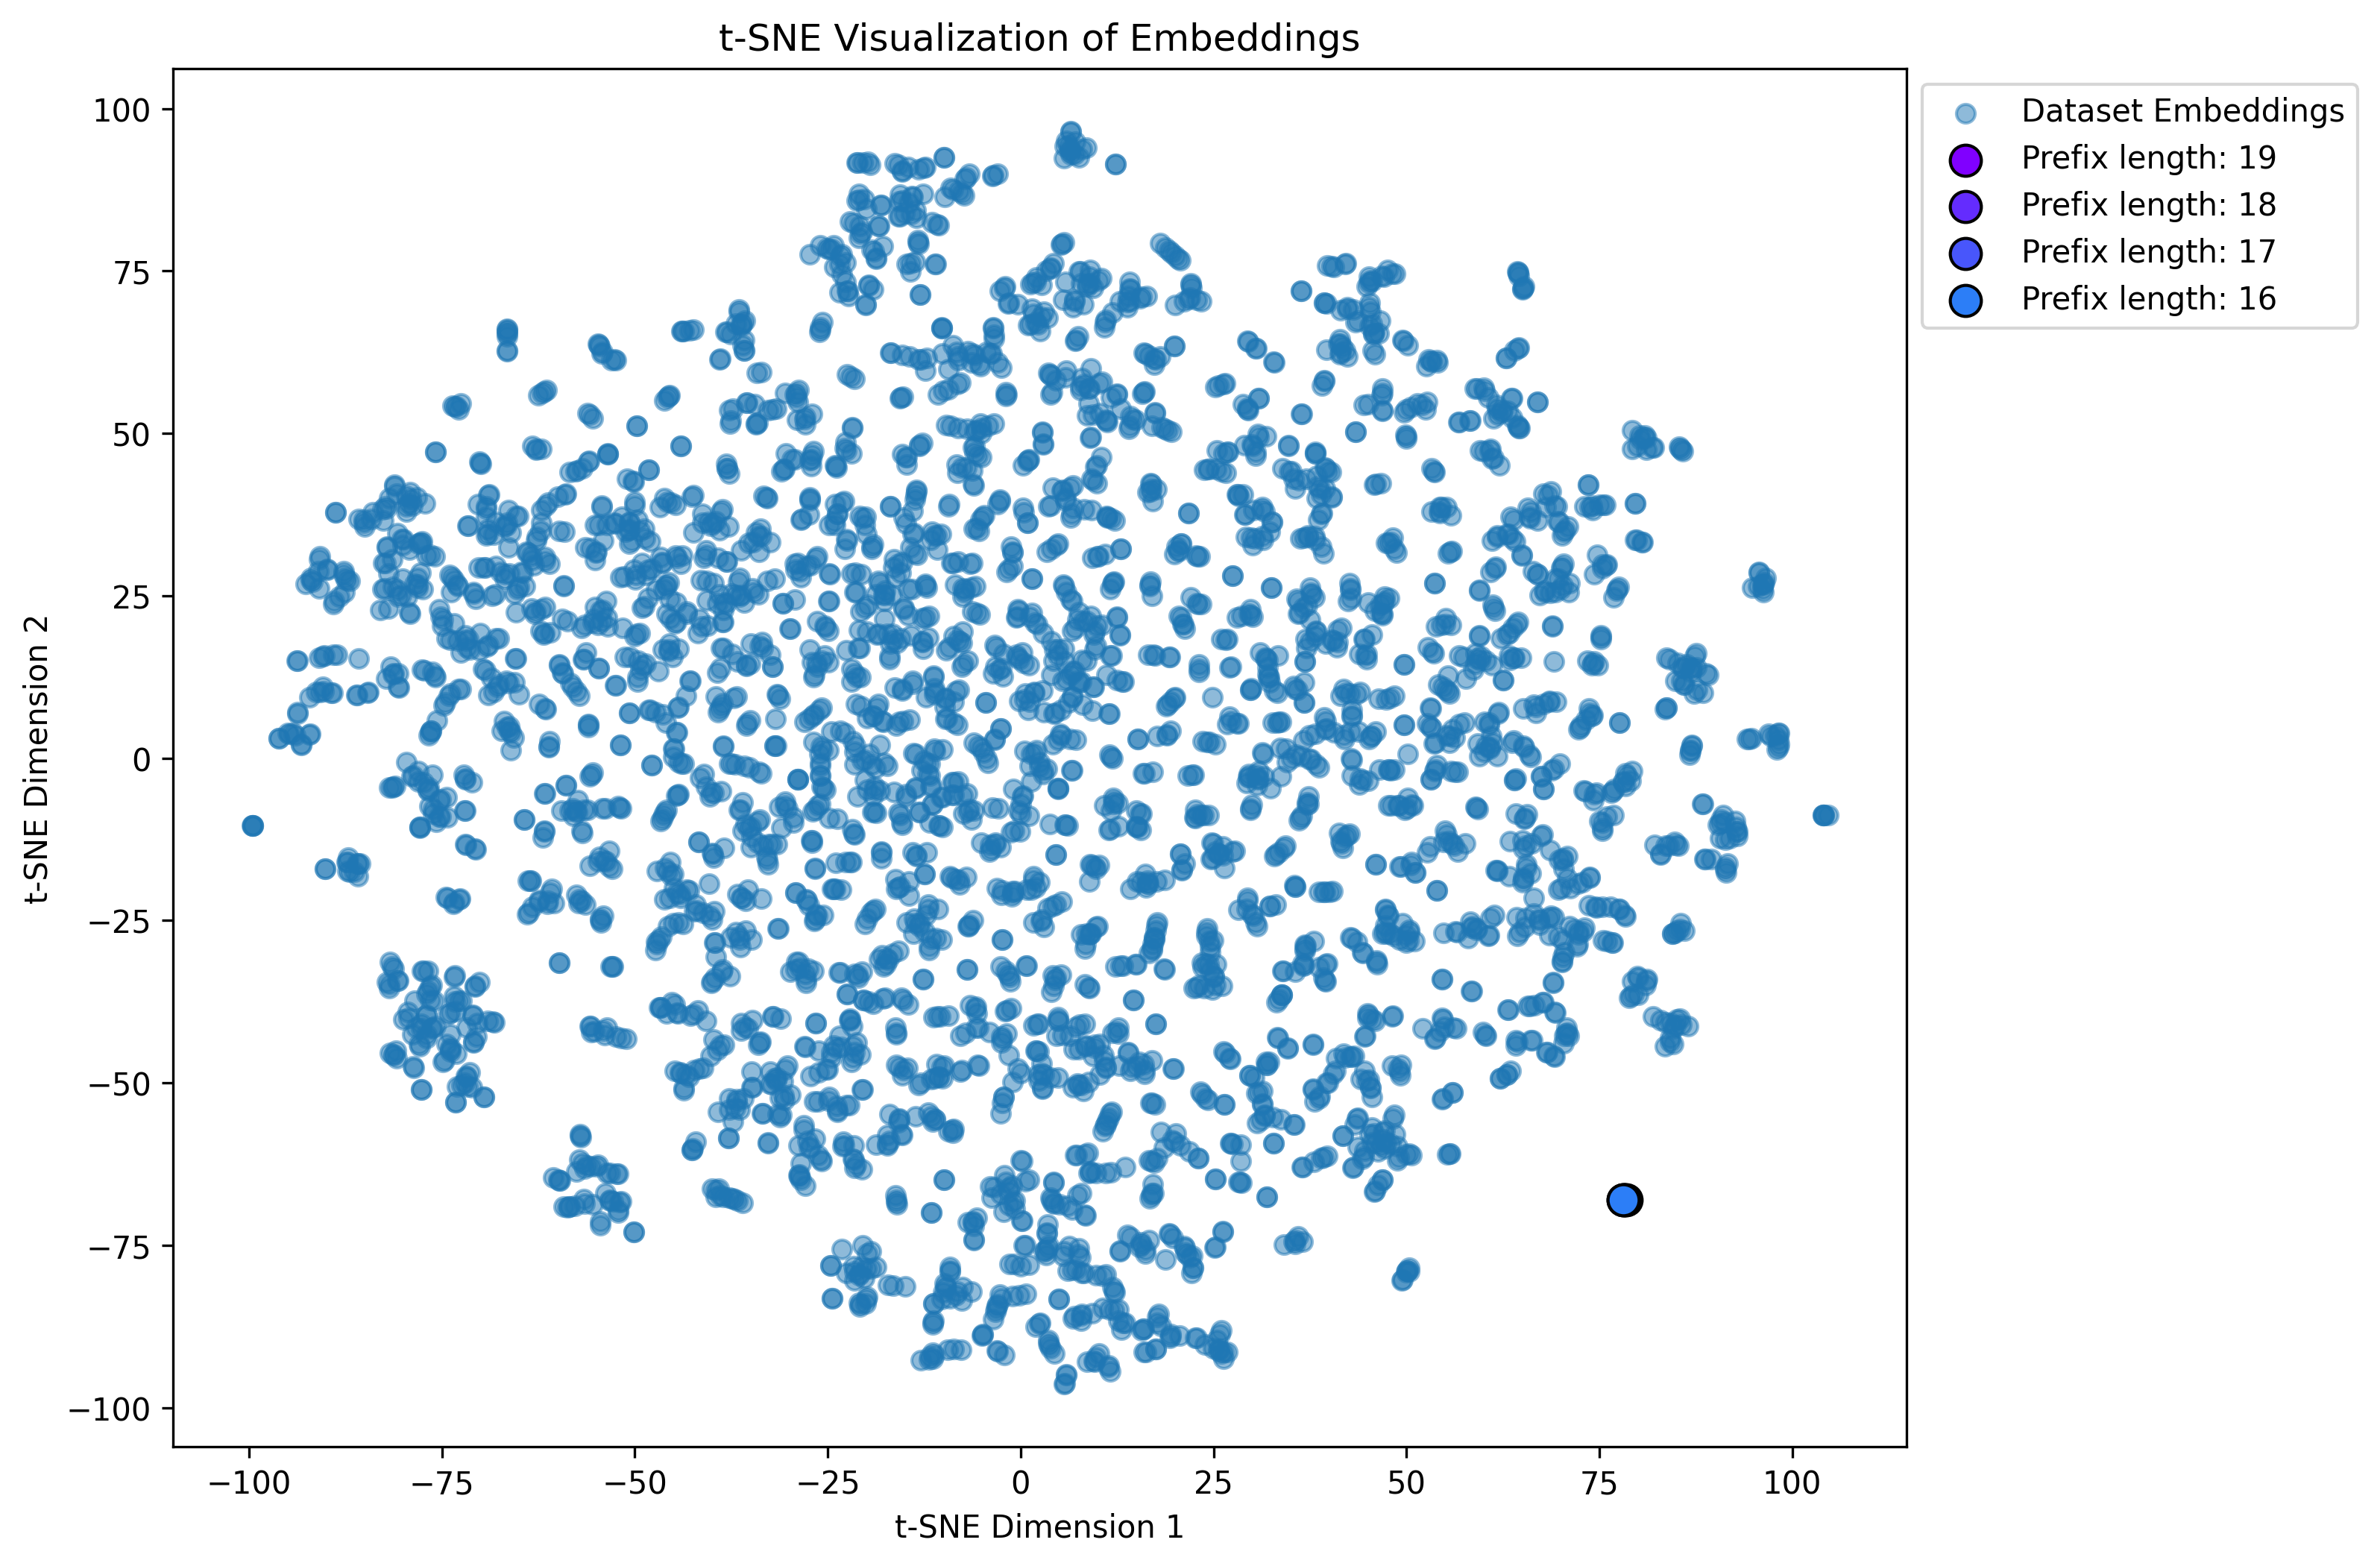 t-SNE Visualization of Embeddings
Dataset Embeddings
Prefix length: 19
Prefix length: 18
Prefix length: 17
Prefix length: 16
100
75
50
25
0
−25
−50
−75
−100
t-SNE Dimension 2
−100 −75 −50 −25 0 25 50 75 100
t-SNE Dimension 1